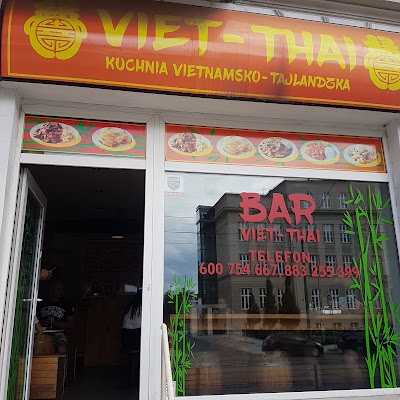 VIET-THAI
KUCHNIA VIETNAMSKO-TAJLANDZKA
BAR
VIET-THAI
TELEFON
600 754 667, 883 255 399